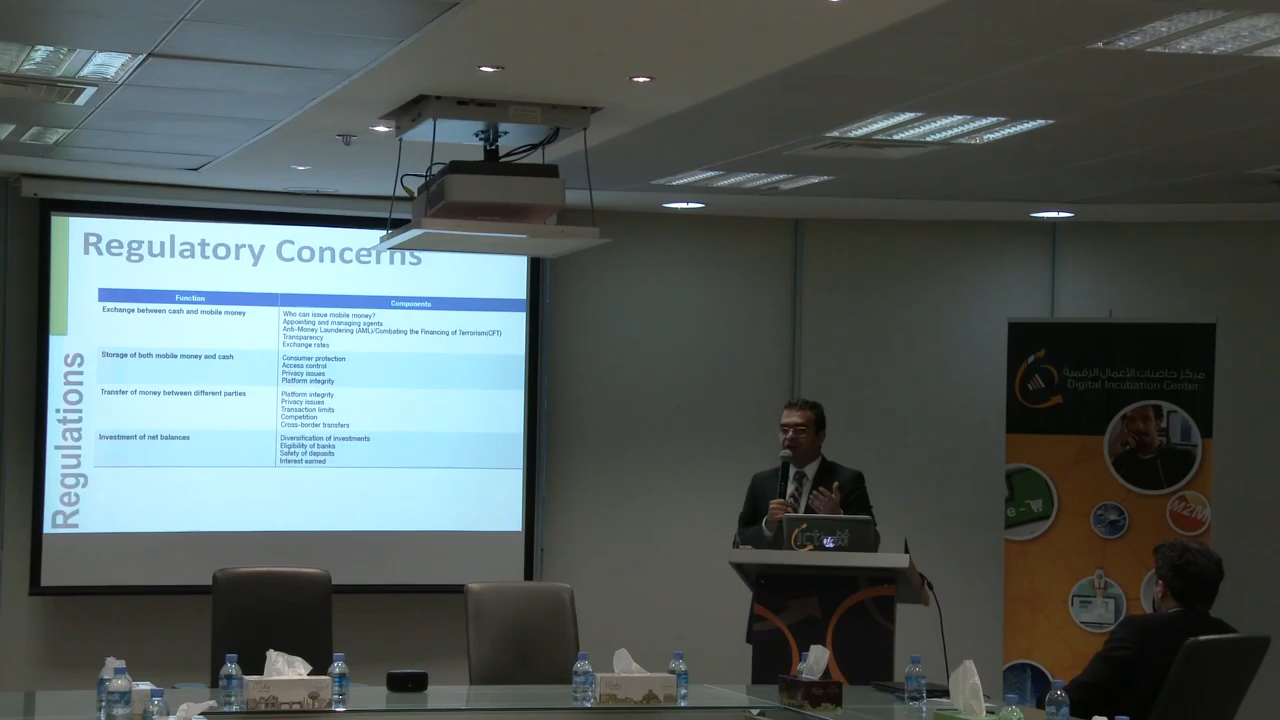 Regulatory Concerns
Regulations
Function
Components
Exchange between cash and mobile money
Who can issue mobile money?
Appointing and managing agents
Anti-Money Laundering (AML)/Combating the Financing of Terrorism(CFT)
Transparency
Exchange rates
Storage of both mobile money and cash
Consumer protection
Access control
Privacy issues
Platform integrity
Transfer of money between different parties
Platform integrity
Privacy issues
Transaction limits
Competition
Cross-border transfers
Investment of net balances
Diversification of investments
Eligibility of banks
Safety of deposits
Interest earned
مركز حاضنات الأعمال الرقمية
Digital Incubation Center
e-
M2M